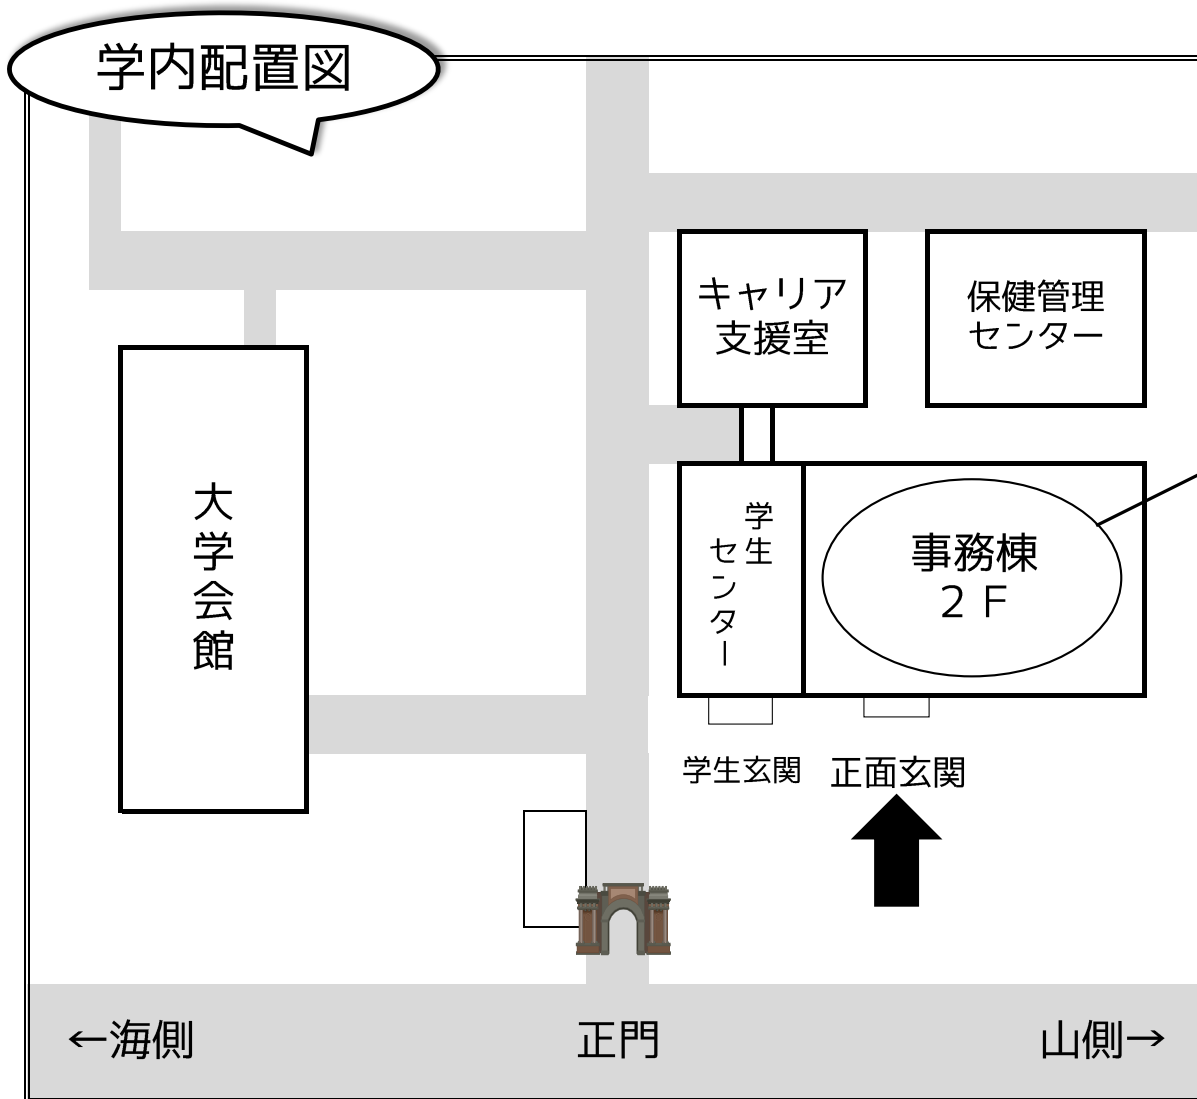 学内配置図
キャリア
支援室
保健管理
センター
大学会館
学生
センター
事務棟
２Ｆ
学生玄関
正面玄関
←海側
正門
山側→